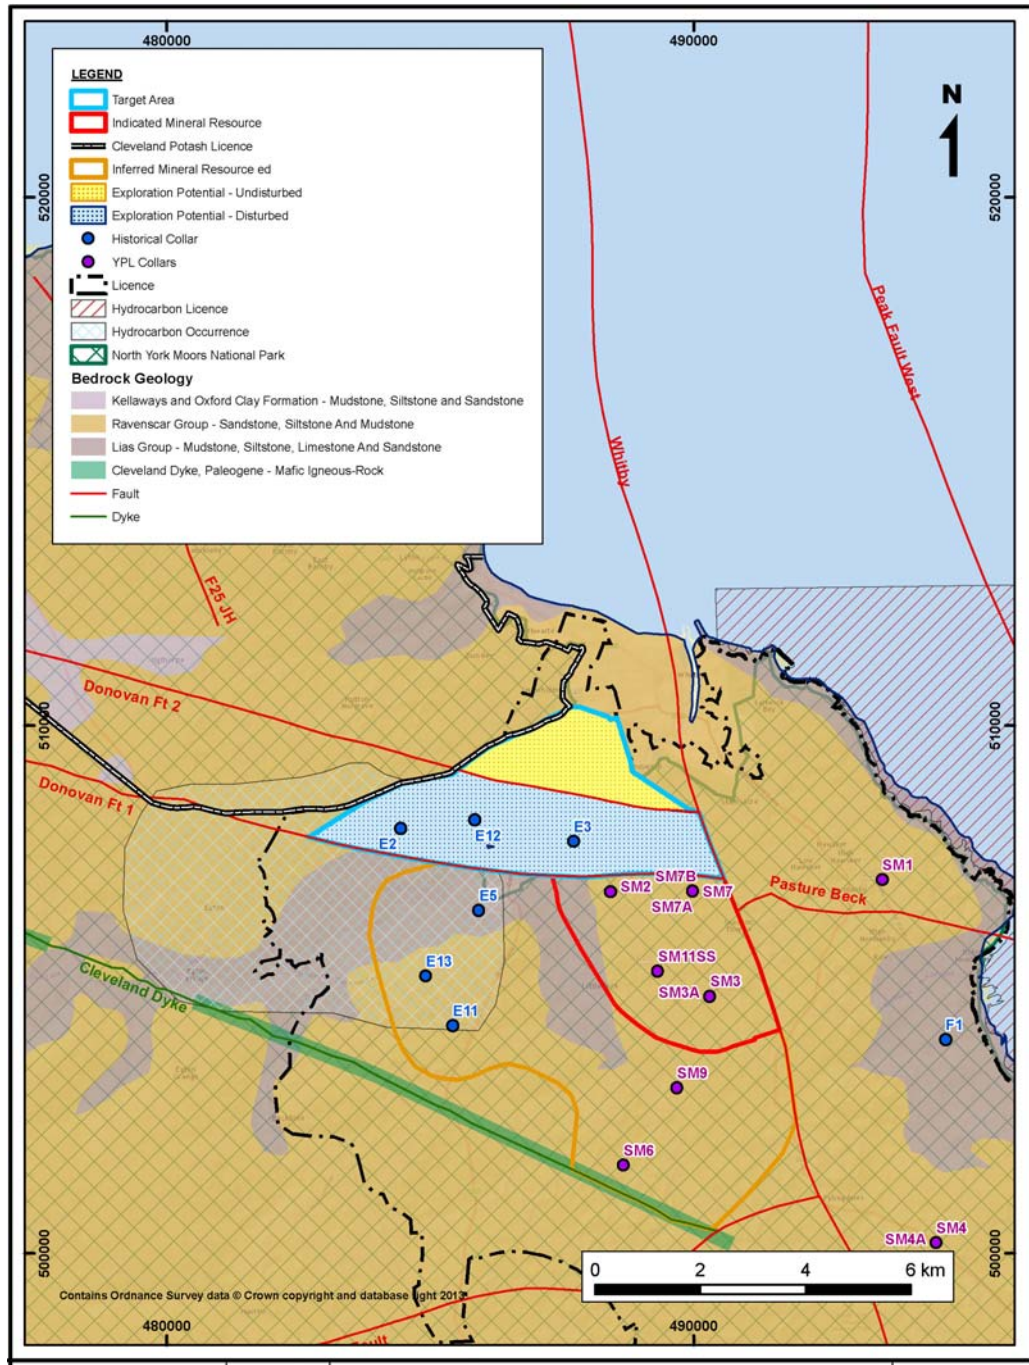 480000
490000
LEGEND
Target Area
Indicated Mineral Resource
Cleveland Potash Licence
Inferred Mineral Resource ed
Exploration Potential - Undisturbed
Exploration Potential - Disturbed
Historical Collar
YPL Collars
Licence
Hydrocarbon Licence
Hydrocarbon Occurrence
North York Moors National Park
Bedrock Geology
Kellaways and Oxford Clay Formation - Mudstone, Siltstone and Sandstone
Ravenscar Group - Sandstone, Siltstone And Mudstone
Lias Group - Mudstone, Siltstone, Limestone And Sandstone
Cleveland Dyke, Paleogene - Mafic Igneous-Rock
Fault
Dyke
N
520000
520000
Peak Fault West
Whitby
F25 JH
Donovan Ft 2
510000
510000
Donovan Ft 1
E2
E12
E3
SM7B
SM1
SM2
SM7
SM7A
Pasture Beck
E5
SM11SS
E13
SM3
SM3A
Cleveland Dyke
E11
F1
SM9
SM6
SM4
SM4A
500000
500000
0 2 4 6 km
Contains Ordnance Survey data © Crown copyright and database right 2013
480000
490000